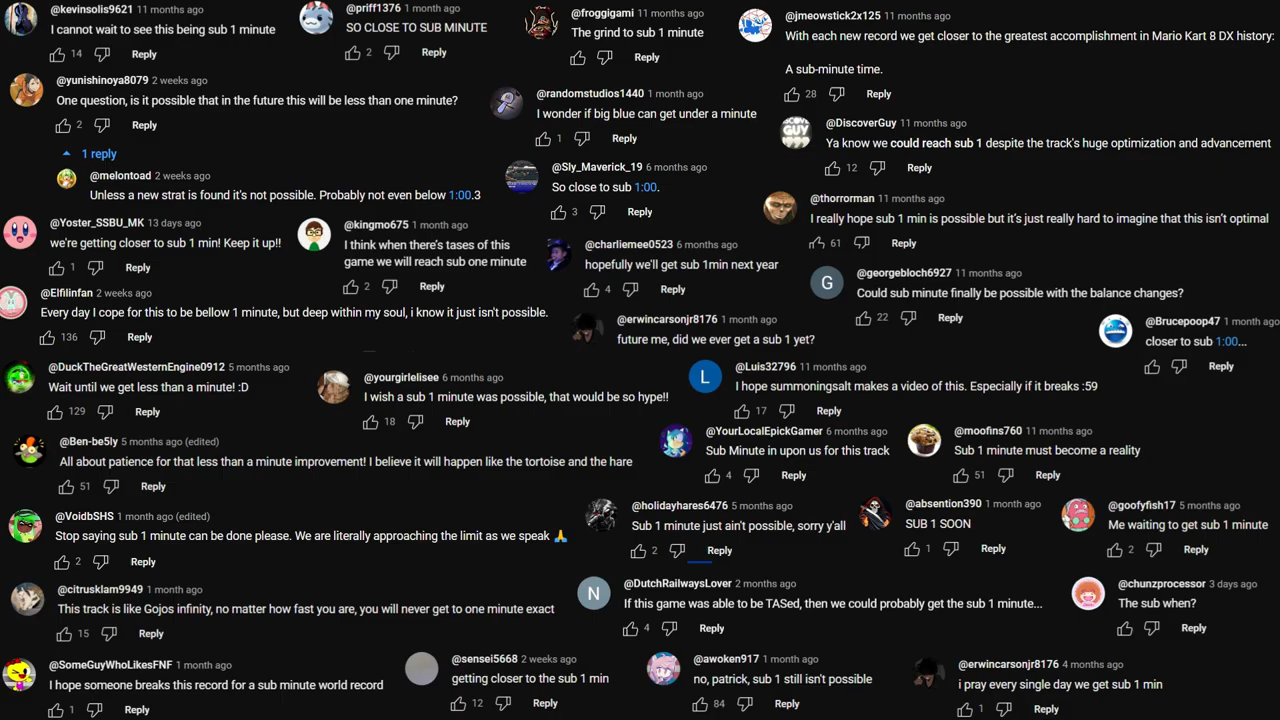 @kevinsolis9621 11 months ago
I cannot wait to see this being sub 1 minute
14 Reply
@priff1376 1 month ago
SO CLOSE TO SUB MINUTE
2 Reply
@froggigami 11 months ago
The grind to sub 1 minute
Reply
@jmeowstick2x125 11 months ago
With each new record we get closer to the greatest accomplishment in Mario Kart 8 DX history:
A sub-minute time.
28 Reply
@yunishinoya8079 2 weeks ago
One question, is it possible that in the future this will be less than one minute?
2 Reply
1 reply
@melontoad 2 weeks ago
Unless a new strat is found it's not possible. Probably not even below 1:00.3
@randomstudios1440 1 month ago
I wonder if big blue can get under a minute
1 Reply
@DiscoverGuy 11 months ago
Ya know we could reach sub 1 despite the track's huge optimization and advancement
12 Reply
@Sly_Maverick_19 6 months ago
So close to sub 1:00.
3 Reply
@thorrorman 11 months ago
I really hope sub 1 min is possible but it's just really hard to imagine that this isn't optimal
61 Reply
@Yoster_SSBU_MK 13 days ago
we're getting closer to sub 1 min! Keep it up!!
1 Reply
@kingmo675 1 month ago
I think when there's tases of this
game we will reach sub one minute
2 Reply
@charliemee0523 6 months ago
hopefully we'll get sub 1min next year
4 Reply
G
@georgebloch6927 11 months ago
Could sub minute finally be possible with the balance changes?
22 Reply
@Elfilinfan 2 weeks ago
Every day I cope for this to be bellow 1 minute, but deep within my soul, i know it just isn't possible.
136 Reply
@erwincarsonjr8176 1 month ago
future me, did we ever get a sub 1 yet?
@Brucepoop47 1 month ago
closer to sub 1:00...
Reply
@DuckTheGreatWesternEngine0912 5 months ago
Wait until we get less than a minute! :D
129 Reply
@yourgirlelisee 6 months ago
I wish a sub 1 minute was possible, that would be so hype!!
18 Reply
L
@Luis32796 11 months ago
I hope summoningsalt makes a video of this. Especially if it breaks :59
17 Reply
@Ben-be5ly 5 months ago (edited)
All about patience for that less than a minute improvement! I believe it will happen like the tortoise and the hare
51 Reply
@YourLocalEpickGamer 6 months ago
Sub Minute in upon us for this track
4 Reply
@moofins760 11 months ago
Sub 1 minute must become a reality
51 Reply
@VoidbSHS 1 month ago (edited)
Stop saying sub 1 minute can be done please. We are literally approaching the limit as we speak 🙏
2 Reply
@holidayhares6476 5 months ago
Sub 1 minute just ain't possible, sorry y'all
2 Reply
@absention390 1 month ago
SUB 1 SOON
1 Reply
@goofyfish17 5 months ago
Me waiting to get sub 1 minute
2 Reply
@citrusklam9949 1 month ago
This track is like Gojos infinity, no matter how fast you are, you will never get to one minute exact
15 Reply
N
@DutchRailwaysLover 2 months ago
If this game was able to be TASed, then we could probably get the sub 1 minute...
4 Reply
@chunzprocessor 3 days ago
The sub when?
Reply
@SomeGuyWhoLikesFNF 1 month ago
I hope someone breaks this record for a sub minute world record
1 Reply
@sensei5668 2 weeks ago
getting closer to the sub 1 min
12 Reply
@awoken917 1 month ago
no, patrick, sub 1 still isn't possible
84 Reply
@erwincarsonjr8176 4 months ago
i pray every single day we get sub 1 min
1 Reply